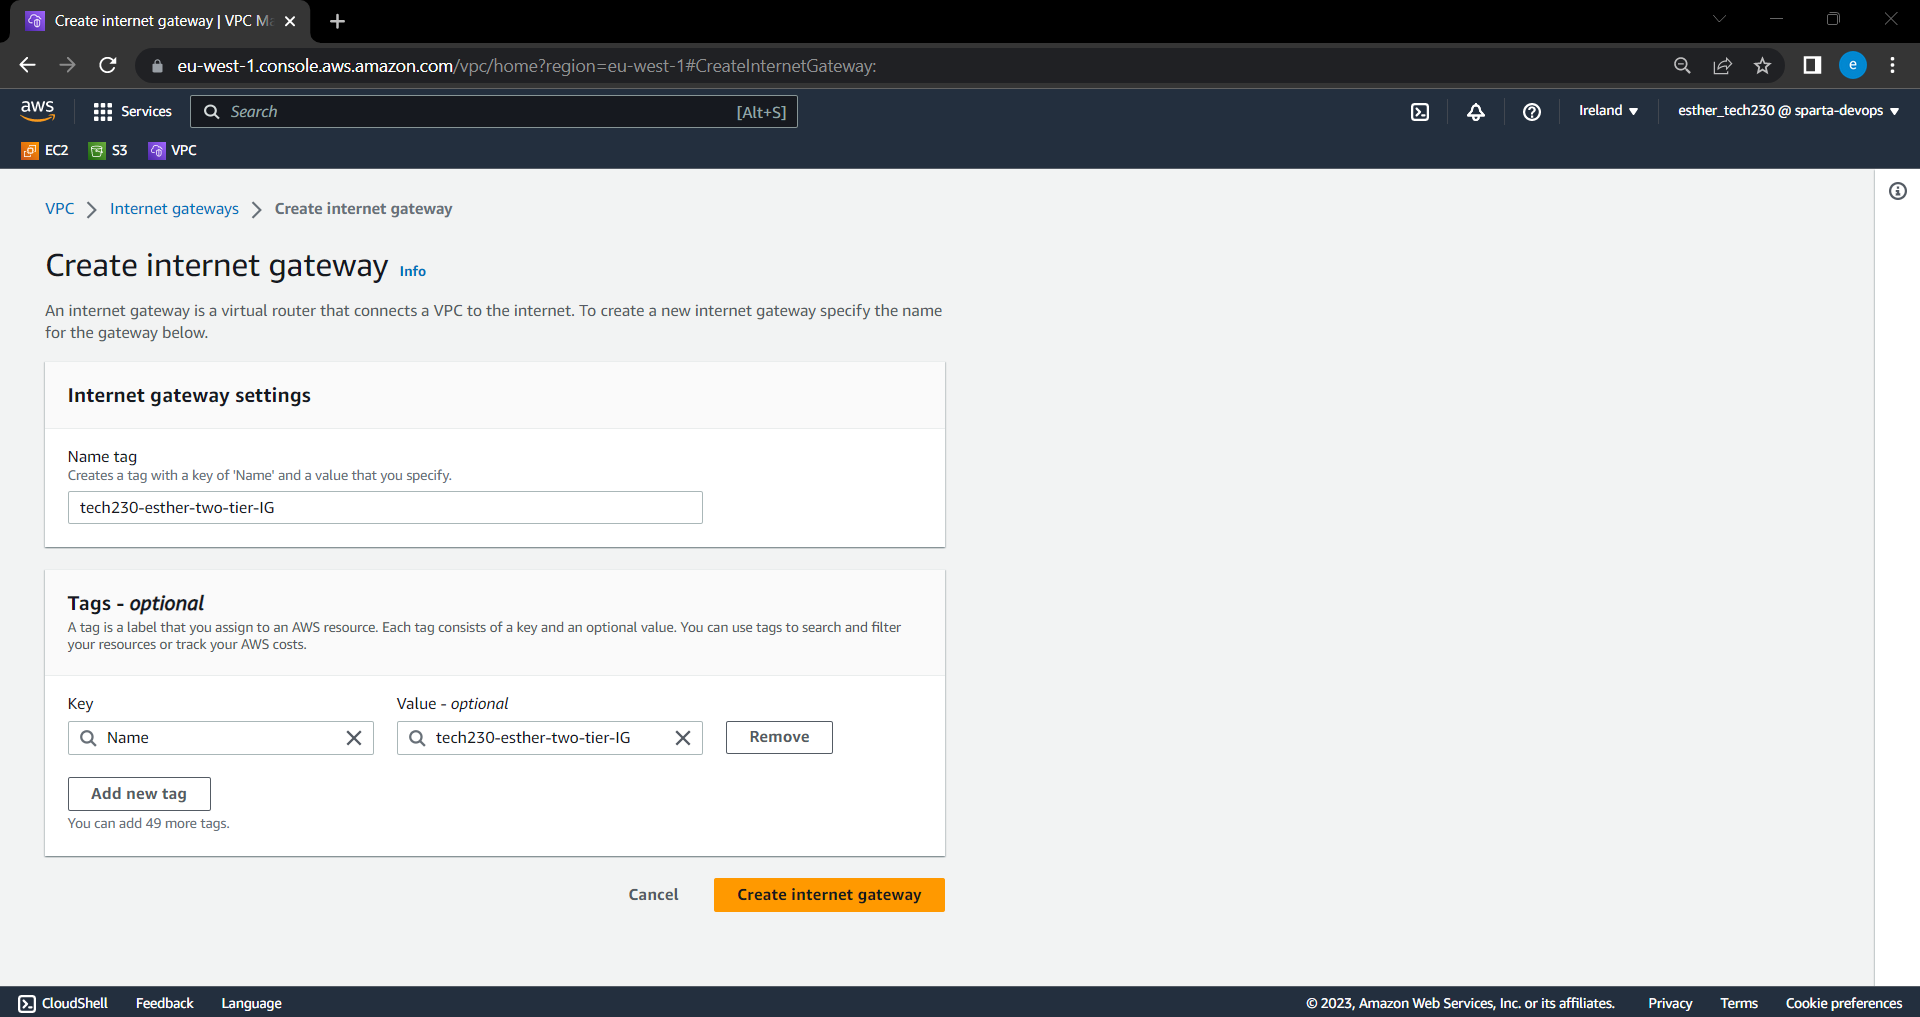 Create internet gateway | VPC Ma
eu-west-1.console.aws.amazon.com/vpc/home?region=eu-west-1#CreateInternetGateway:
e
aws
Services
Search
[Alt+S]
Ireland
esther_tech230 @ sparta-devops
EC2
S3
VPC
VPC
Internet gateways
Create internet gateway
Create internet gateway
Info
An internet gateway is a virtual router that connects a VPC to the internet. To create a new internet gateway specify the name
for the gateway below.
Internet gateway settings
Name tag
Creates a tag with a key of 'Name' and a value that you specify.
tech230-esther-two-tier-IG
Tags - optional
A tag is a label that you assign to an AWS resource. Each tag consists of a key and an optional value. You can use tags to search and filter
your resources or track your AWS costs.
Key
Value - optional
Name
tech230-esther-two-tier-IG
Remove
Add new tag
You can add 49 more tags.
Cancel
Create internet gateway
CloudShell
Feedback
Language
© 2023, Amazon Web Services, Inc. or its affiliates.
Privacy
Terms
Cookie preferences